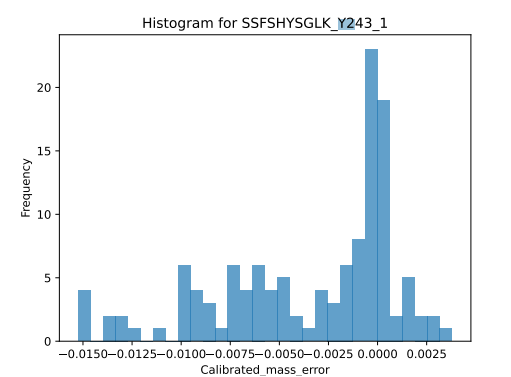 Histogram for SSFSHYSGLK_Y243_1
Frequency
20
15
10
5
0
−0.0150 −0.0125 −0.0100 −0.0075 −0.0050 −0.0025 0.0000 0.0025
Calibrated_mass_error